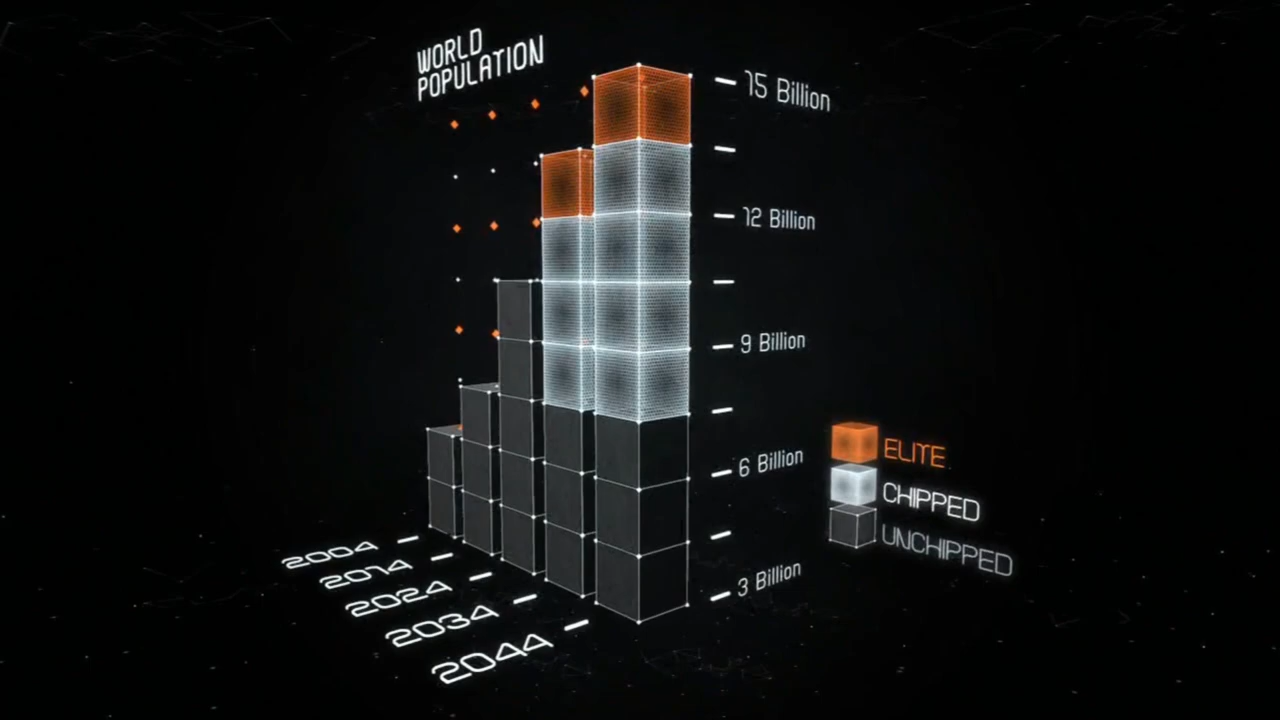 WORLD
POPULATION
15 Billion
12 Billion
9 Billion
6 Billion
3 Billion
ELITE
CHIPPED
UNCHIPPED
2004
2014
2024
2034
2044